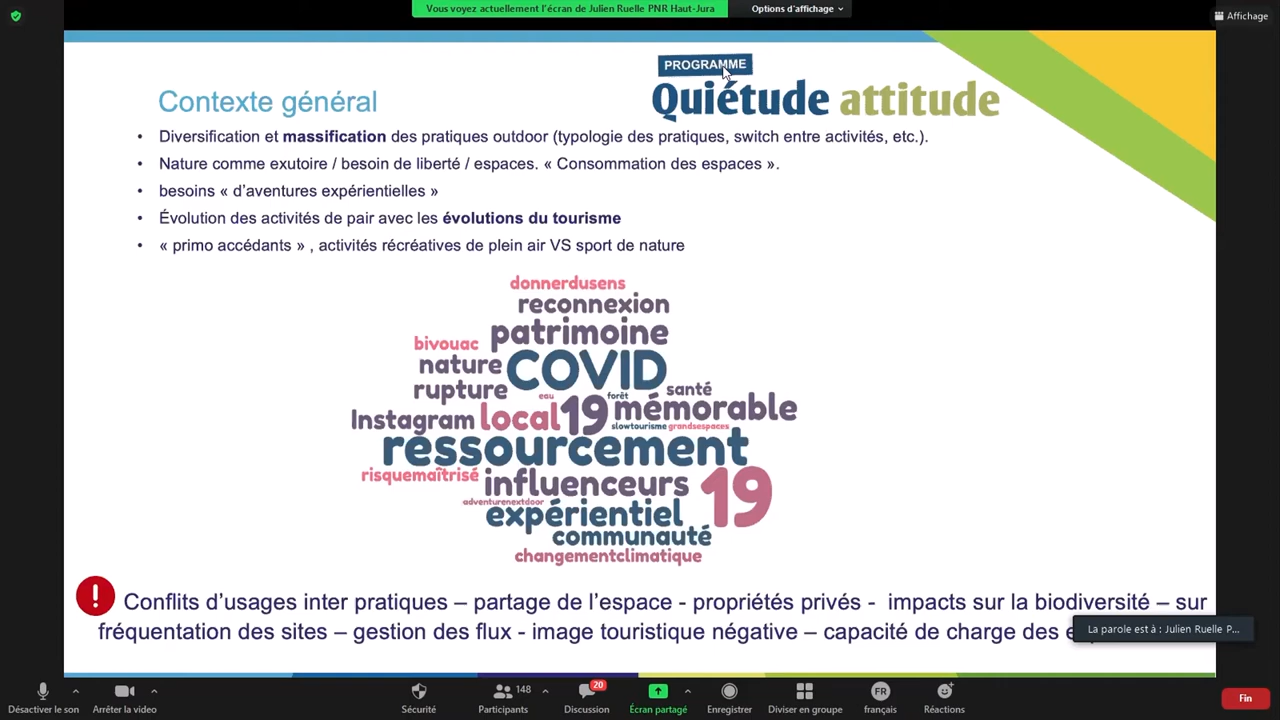 Vous voyez actuellement l'écran de Julien Ruelle PNR Haut-Jura
Options d'affichage
Affichage
PROGRAMME
Quiétude attitude
Contexte général
• Diversification et massification des pratiques outdoor (typologie des pratiques, switch entre activités, etc.).
• Nature comme exutoire / besoin de liberté / espaces. « Consommation des espaces ».
• besoins « d'aventures expérientielles »
• Évolution des activités de pair avec les évolutions du tourisme
• « primo accédants » , activités récréatives de plein air VS sport de nature
donnerdusens
reconnexion
patrimoine
bivouac
nature
COVID
rupture
eau
forêt
santé
Instagram
local
19
mémorable
slowtourisme
grandsespaces
ressourcement
risquemaîtrisé
influenceurs
19
adventurenextdoor
expérientiel
communauté
changementclimatique
! Conflits d'usages inter pratiques – partage de l'espace - propriétés privés - impacts sur la biodiversité – sur
fréquentation des sites – gestion des flux - image touristique négative – capacité de charge des
La parole est à : Julien Ruelle P...
Désactiver le son
Arrêter la video
Sécurité
148
Participants
20
Discussion
Écran partagé
Enregistrer
Diviser en groupe
FR
français
Réactions
Fin